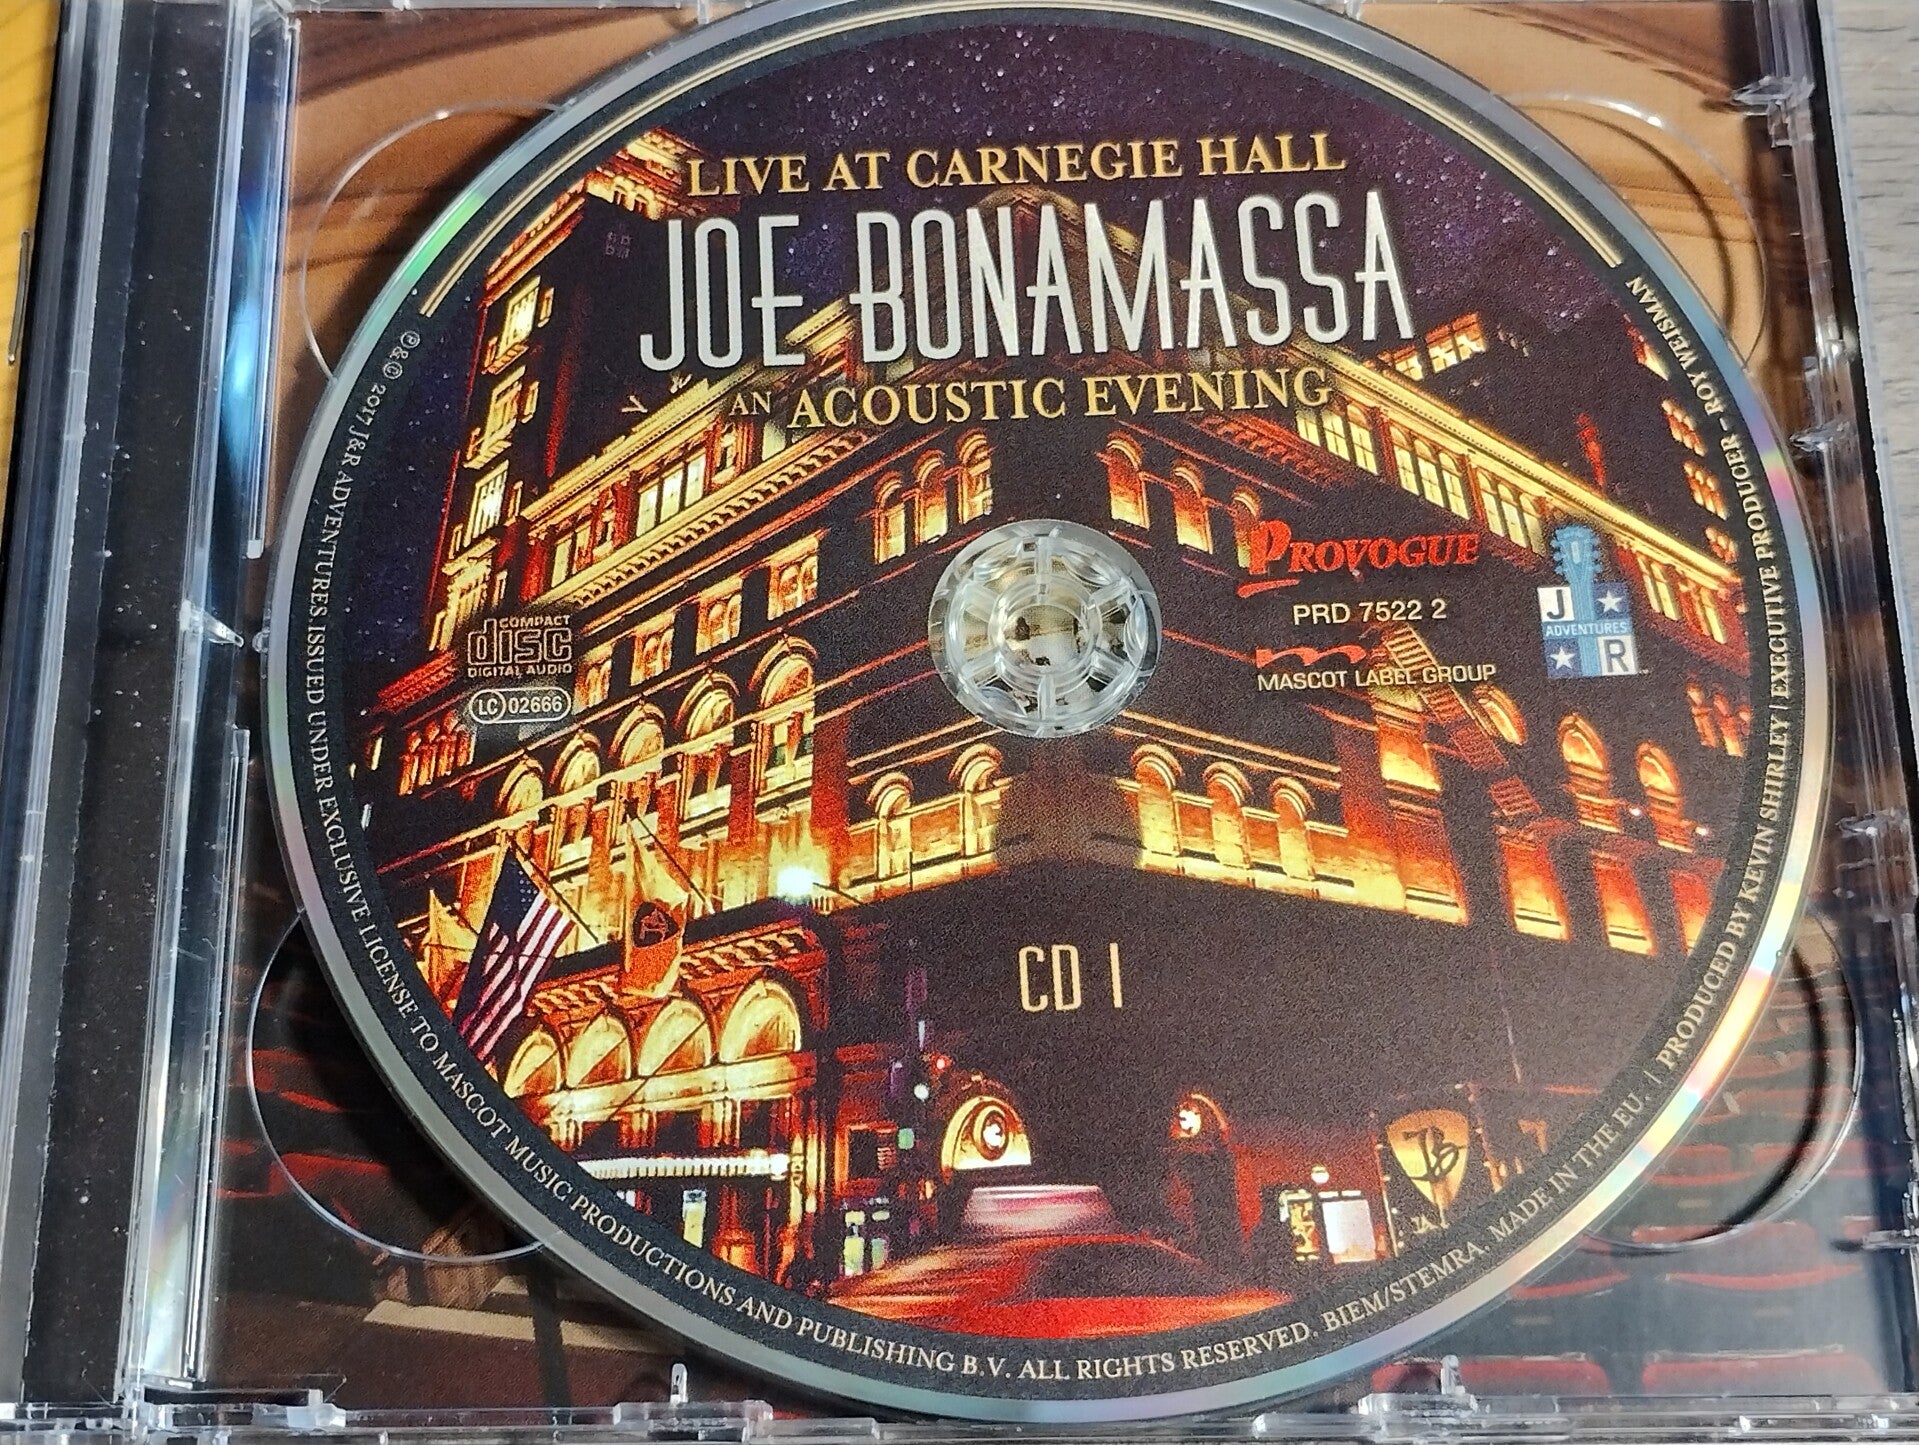 LIVE AT CARNEGIE HALL
JOE BONAMASSA
AN ACOUSTIC EVENING
COMPACT
disc
DIGITAL AUDIO
LC 02666
PROVOGUE
PRD 7522 2
MASCOT LABEL GROUP
J
ADVENTURES
R
CD 1
JB
℗&© 2017 J&R ADVENTURES. ISSUED UNDER EXCLUSIVE LICENSE TO MASCOT MUSIC PRODUCTIONS AND PUBLISHING B.V. ALL RIGHTS RESERVED. BIEM/STEMRA. MADE IN THE EU. | PRODUCED BY KEVIN SHIRLEY | EXECUTIVE PRODUCER - ROY WEISMAN